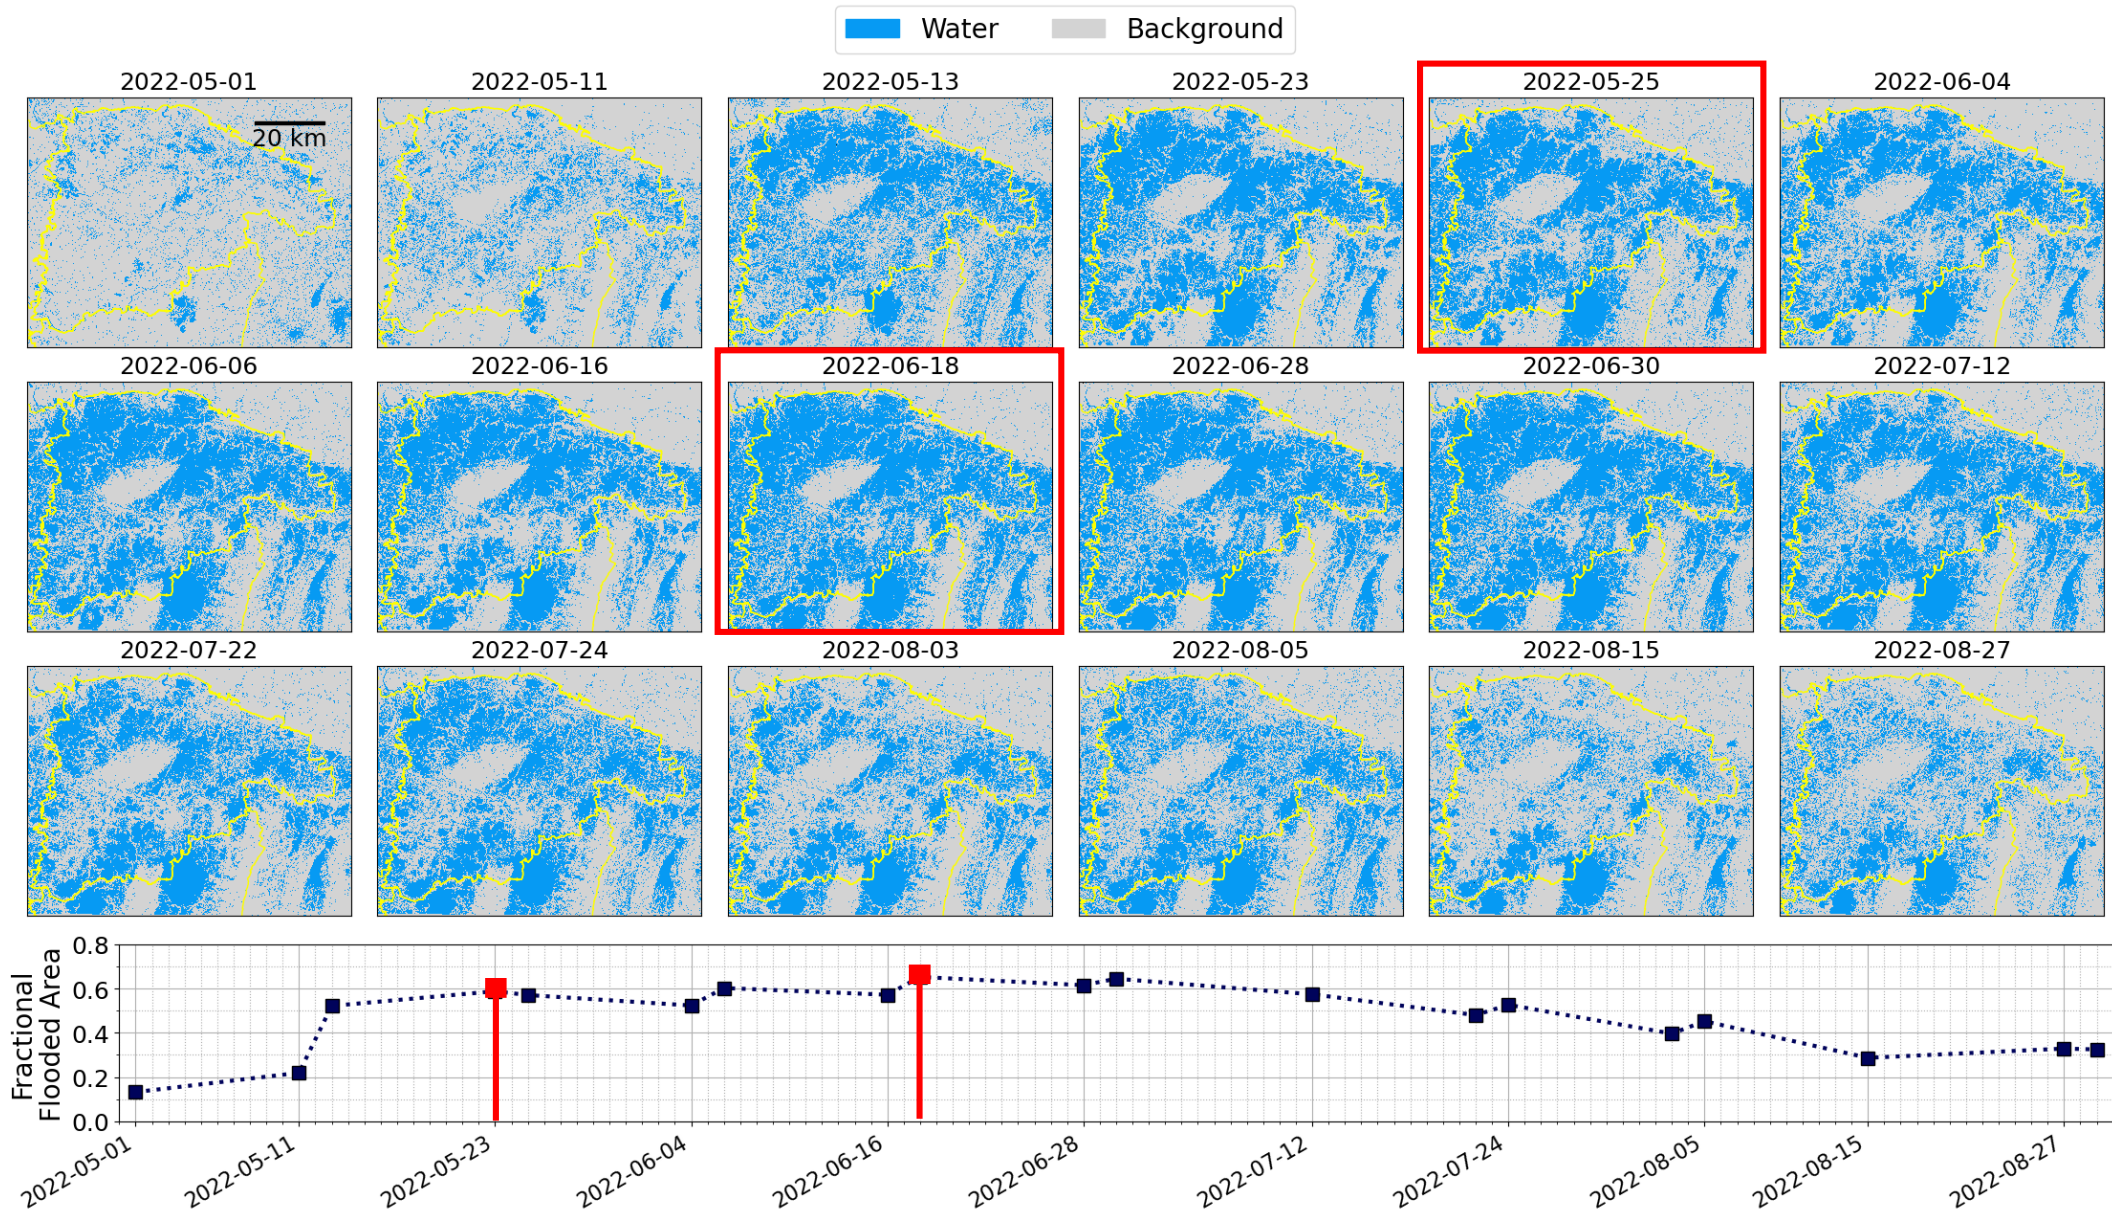 Water Background
2022-05-01 2022-05-11 2022-05-13 2022-05-23 2022-05-25 2022-06-04
20 km
2022-06-06 2022-06-16 2022-06-18 2022-06-28 2022-06-30 2022-07-12
2022-07-22 2022-07-24 2022-08-03 2022-08-05 2022-08-15 2022-08-27
Fractional
Flooded Area
0.8
0.6
0.4
0.2
0.0
2022-05-01 2022-05-11 2022-05-23 2022-06-04 2022-06-16 2022-06-28 2022-07-12 2022-07-24 2022-08-05 2022-08-15 2022-08-27